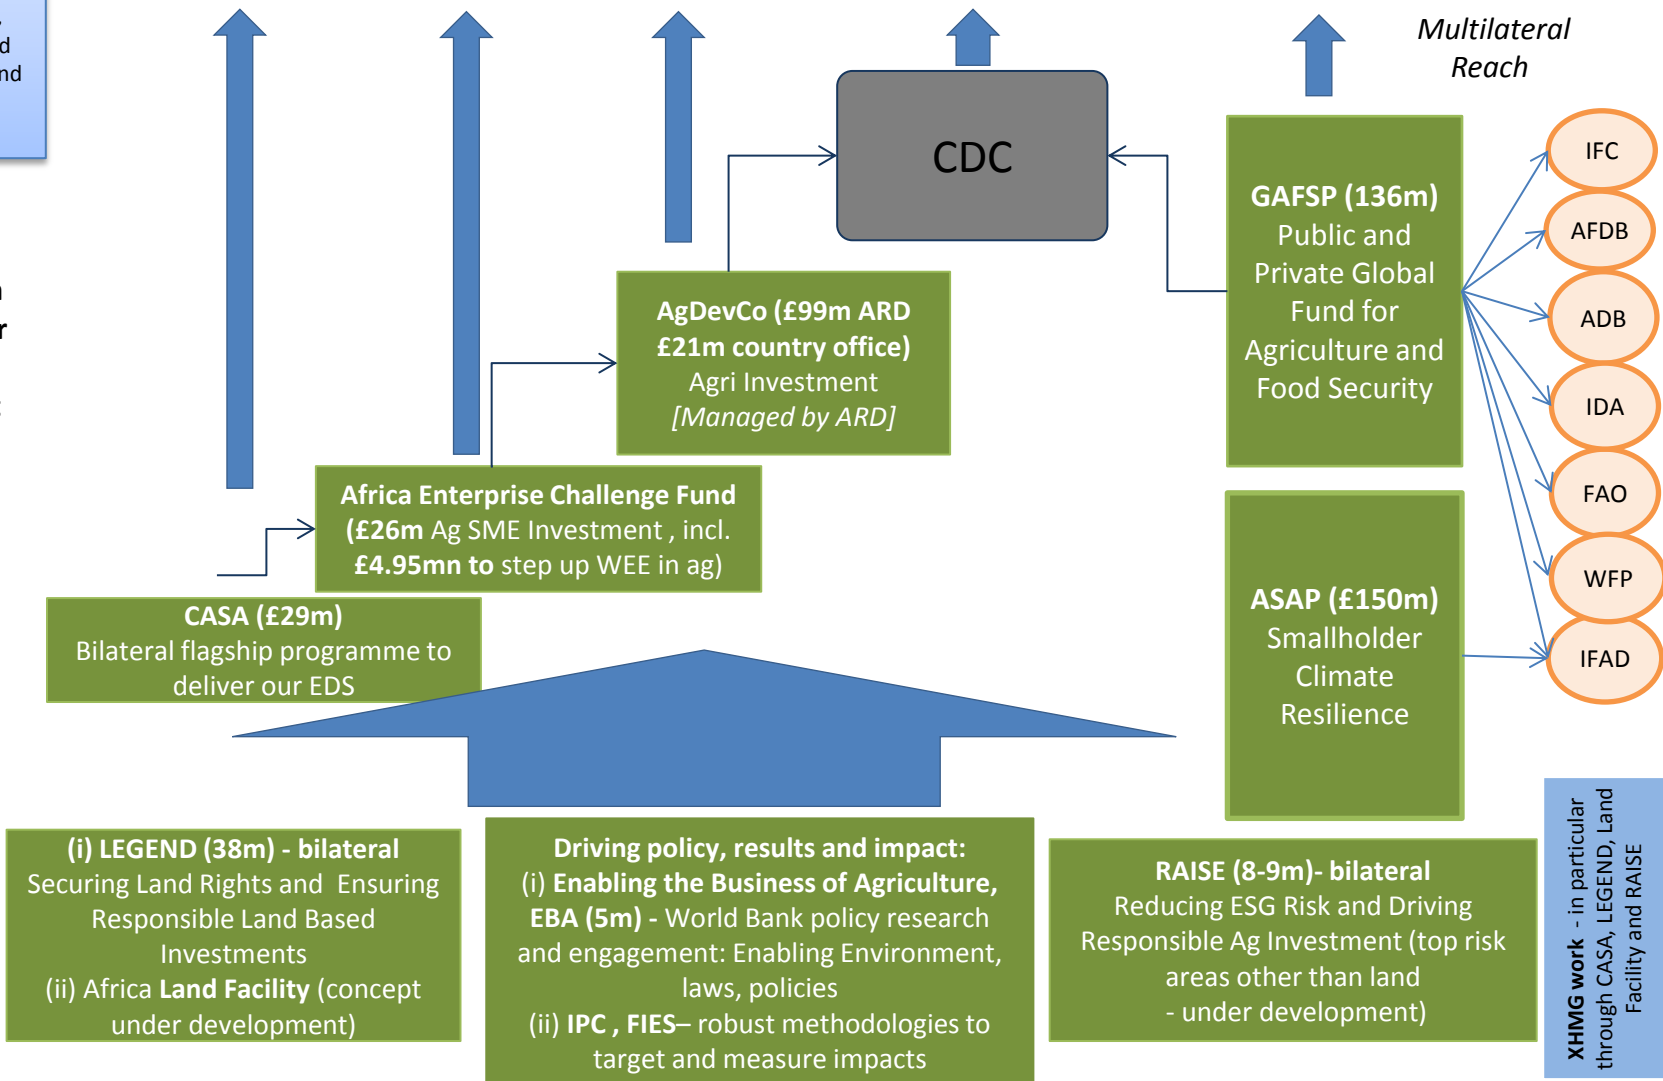 d
nd
Multilateral
Reach
CDC
GAFSP (136m)
Public and
Private Global
Fund for
Agriculture and
Food Security
IFC
AFDB
ADB
IDA
FAO
WFP
IFAD
r
AgDevCo (£99m ARD
£21m country office)
Agri Investment
[Managed by ARD]
Africa Enterprise Challenge Fund
(£26m Ag SME Investment , incl.
£4.95mn to step up WEE in ag)
CASA (£29m)
Bilateral flagship programme to
deliver our EDS
ASAP (£150m)
Smallholder
Climate
Resilience
(i) LEGEND (38m) - bilateral
Securing Land Rights and Ensuring
Responsible Land Based
Investments
(ii) Africa Land Facility (concept
under development)
Driving policy, results and impact:
(i) Enabling the Business of Agriculture,
EBA (5m) - World Bank policy research
and engagement: Enabling Environment,
laws, policies
(ii) IPC , FIES– robust methodologies to
target and measure impacts
RAISE (8-9m)- bilateral
Reducing ESG Risk and Driving
Responsible Ag Investment (top risk
areas other than land
- under development)
XHMG work - in particular
through CASA, LEGEND, Land
Facility and RAISE